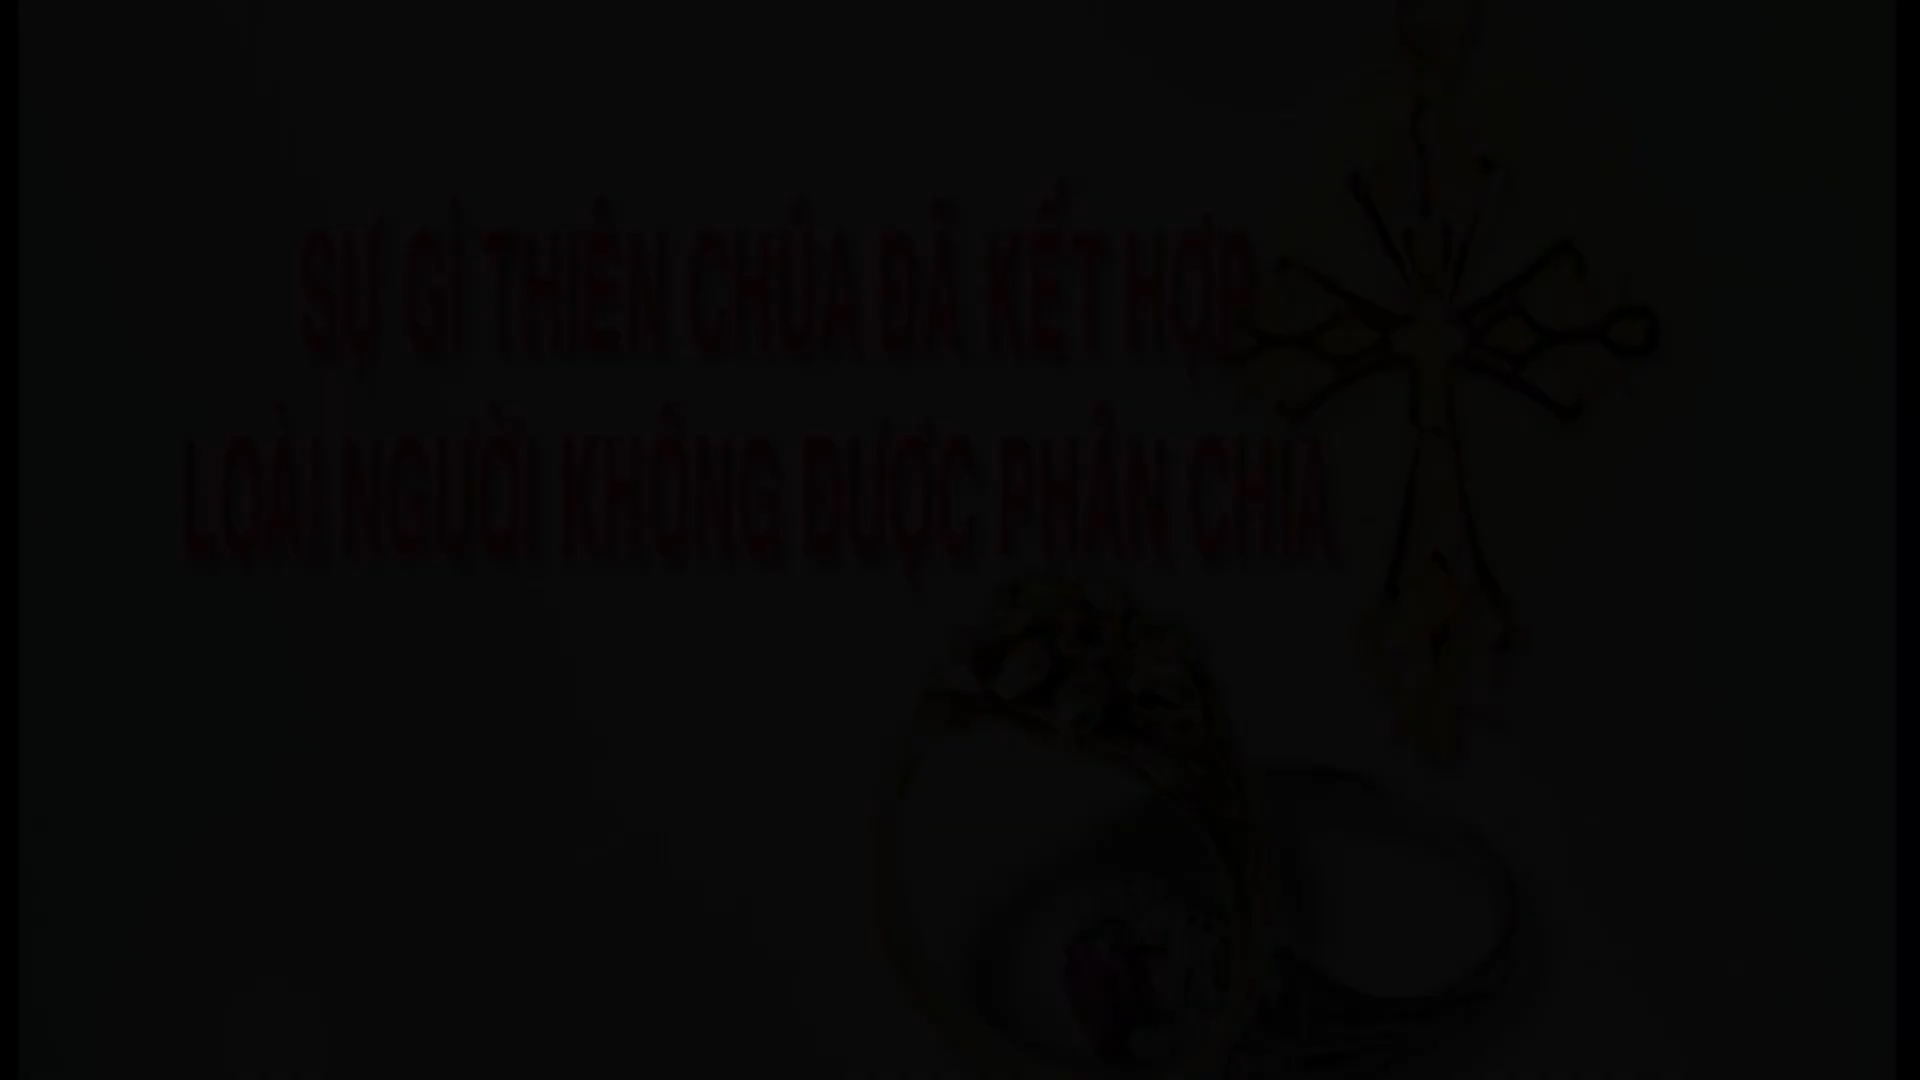 SỰ GÌ THIÊN CHÚA ĐÃ KẾT HỢP
LOÀI NGƯỜI KHÔNG ĐƯỢC PHÂN CHIA